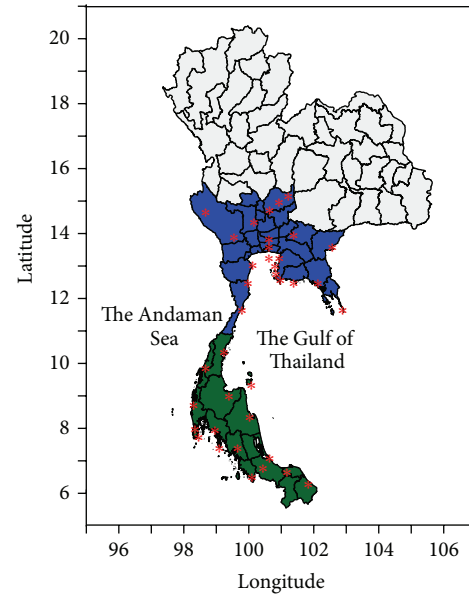 20
18
16
14
12
10
8
6
Latitude
The Andaman
Sea
The Gulf of
Thailand
96 98 100 102 104 106
Longitude